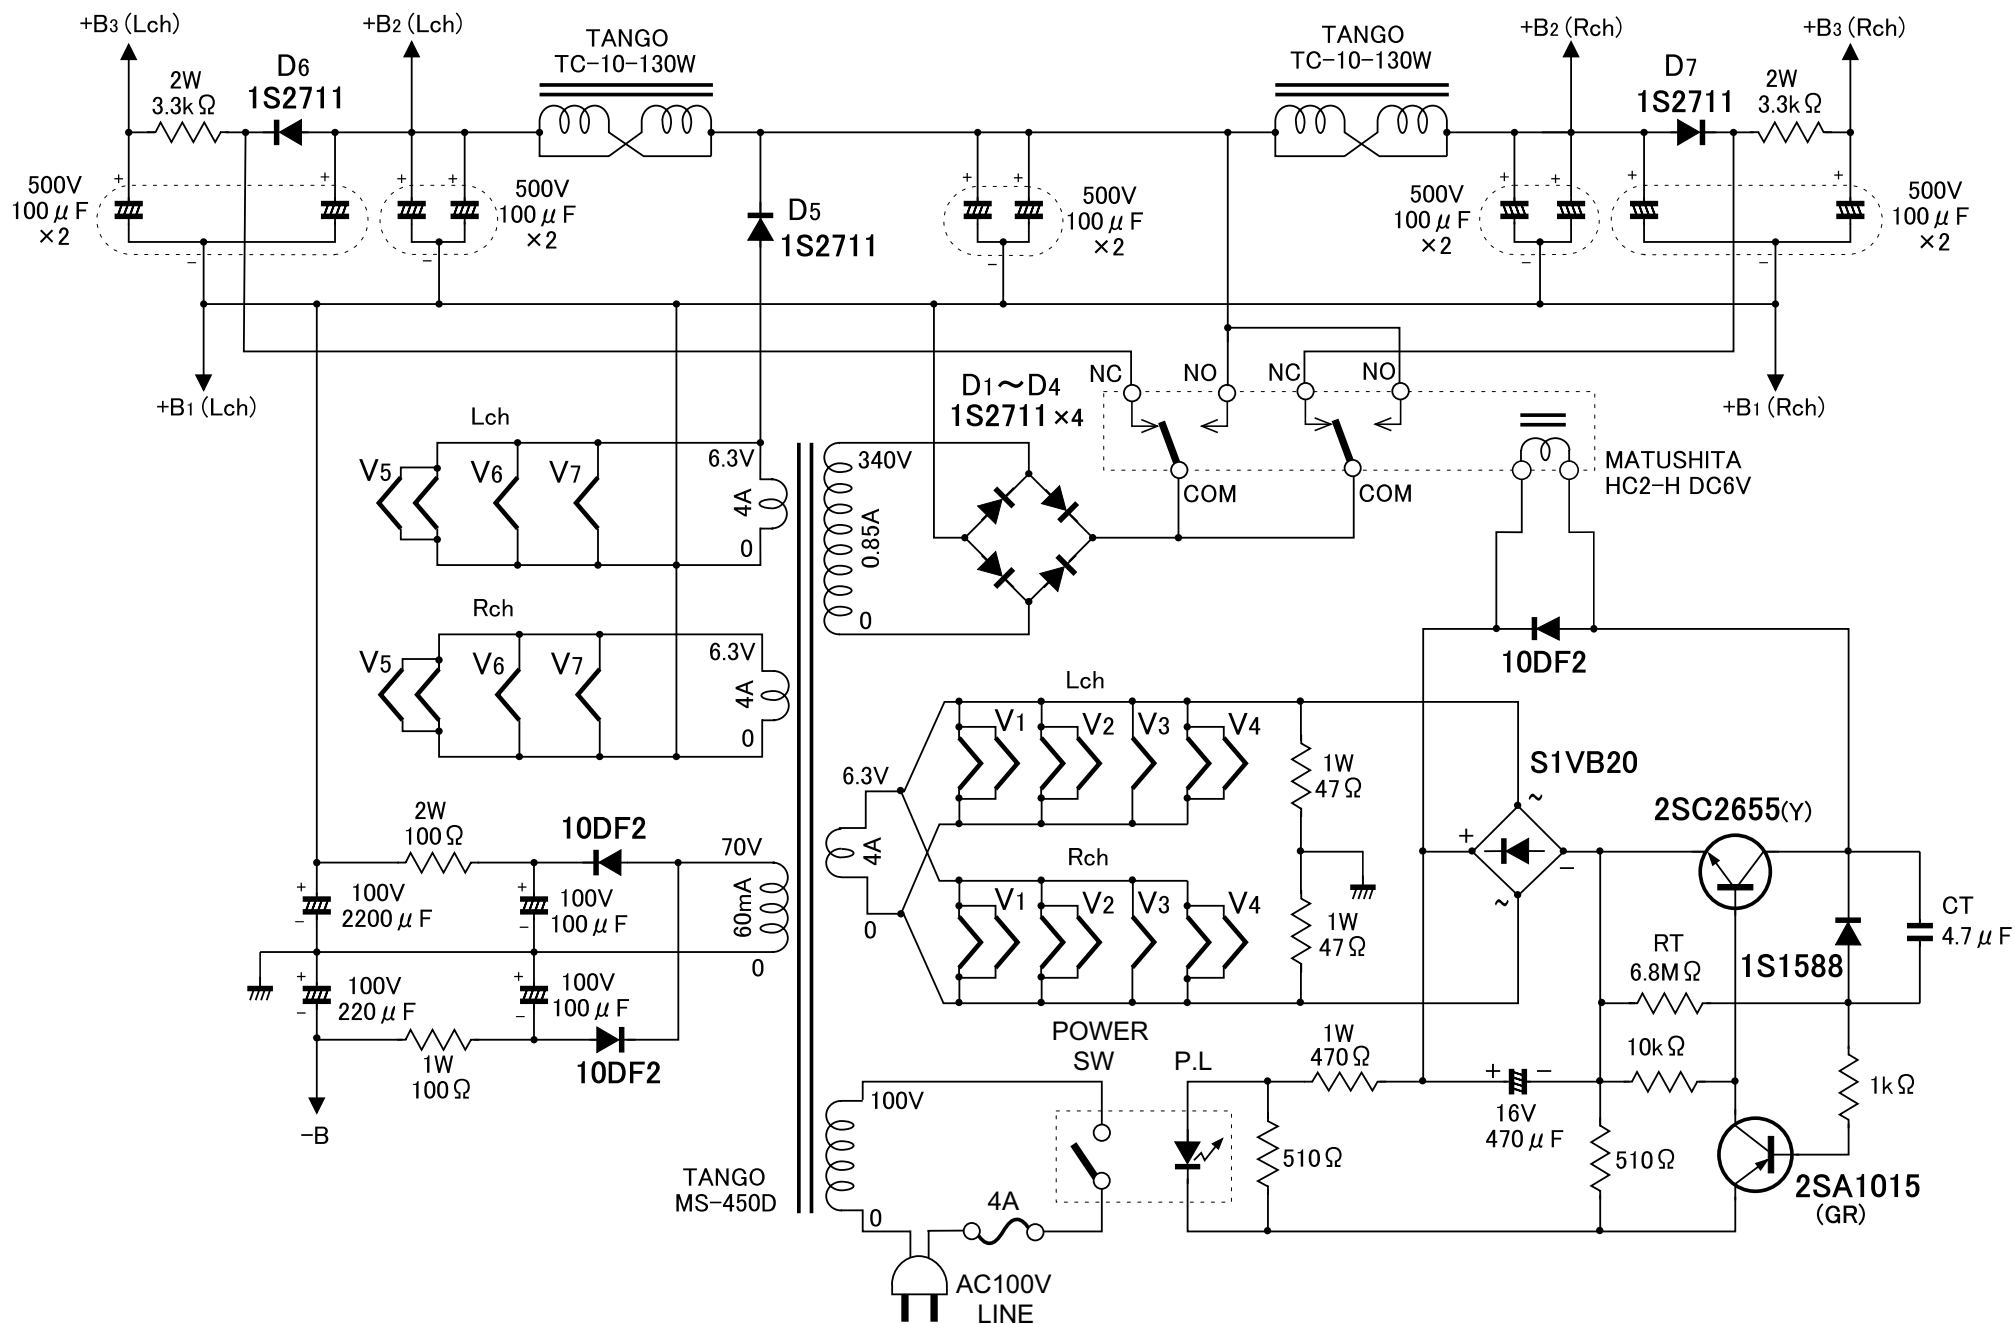 +B3 (Lch)
+B2 (Lch)
TANGO
TC-10-130W
TANGO
TC-10-130W
+B2 (Rch)
+B3 (Rch)
D6
1S2711
2W
3.3kΩ
D7
1S2711
2W
3.3kΩ
500V
100μF
×2
500V
100μF
×2
D5
1S2711
500V
100μF
×2
500V
100μF
×2
500V
100μF
×2
+B1 (Lch)
+B1 (Rch)
NC
NO
NC
NO
D1～D4
1S2711×4
COM
COM
MATUSHITA
HC2-H DC6V
Lch
V5
V6
V7
6.3V
4A
0
340V
0.85A
0
Rch
V5
V6
V7
6.3V
4A
0
10DF2
Lch
V1
V2
V3
V4
6.3V
4A
0
1W
47Ω
Rch
V1
V2
V3
V4
1W
47Ω
S1VB20
~
+
−
~
2SC2655(Y)
CT
4.7μF
RT
6.8MΩ
1S1588
2W
100Ω
10DF2
70V
60mA
0
100V
2200μF
100V
100μF
100V
220μF
100V
100μF
1W
100Ω
10DF2
-B
POWER
SW
P.L
1W
470Ω
10kΩ
1kΩ
100V
0
+
−
16V
470μF
510Ω
510Ω
2SA1015
(GR)
TANGO
MS-450D
4A
AC100V
LINE